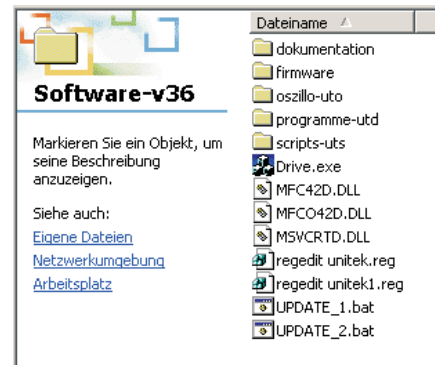 Software-v36
Markieren Sie ein Objekt, um
seine Beschreibung
anzuzeigen.
Siehe auch:
Eigene Dateien
Netzwerkumgebung
Arbeitsplatz
Dateiname
dokumentation
firmware
oszillo-uto
programme-utd
scripts-uts
Drive.exe
MFC42D.DLL
MFCO42D.DLL
MSVCRTD.DLL
regedit unitek.reg
regedit unitek1.reg
UPDATE_1.bat
UPDATE_2.bat